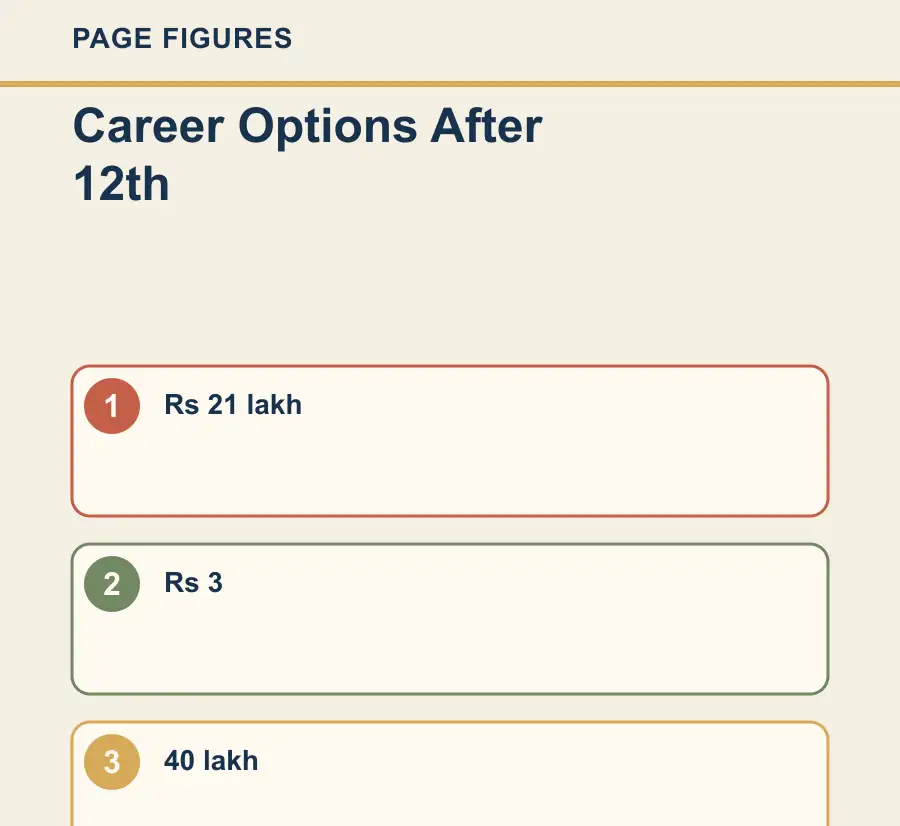 PAGE FIGURES
Career Options After
12th
1
Rs 21 lakh
2
Rs 3
3
40 lakh